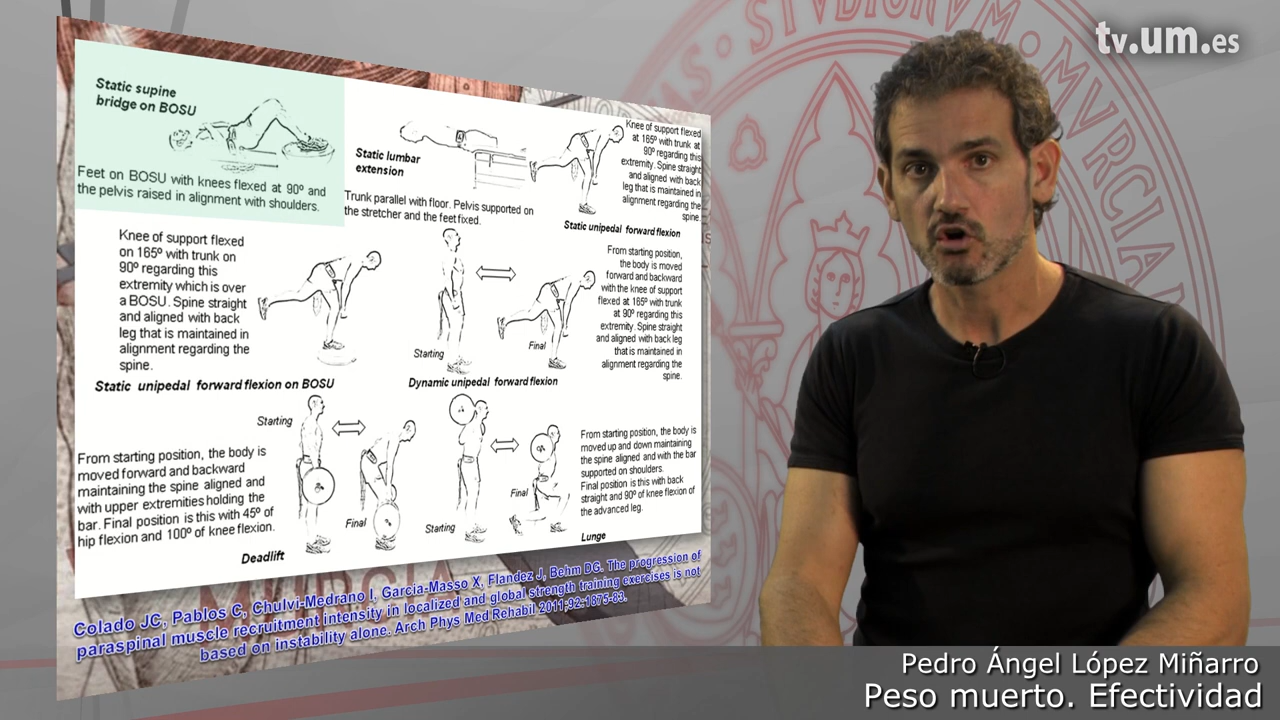 tv.um.es
STVDIORVM
MVRCIAN
Static supine
bridge on BOSU
Feet on BOSU with knees flexed at 90º and
the pelvis raised in alignment with shoulders.
Static lumbar
extension
Trunk parallel with floor. Pelvis supported on
the stretcher and the feet fixed.
Knee of support flexed
at 165º with trunk at
90º regarding this
extremity. Spine straight
and aligned with back
leg that is maintained in
alignment regarding the
spine.
Static unipedal forward flexion
Knee of support flexed
on 165º with trunk on
90º regarding this
extremity which is over
a BOSU. Spine straight
and aligned with back
leg that is maintained in
alignment regarding the
spine.
Static unipedal forward flexion on BOSU
Starting
Final
Dynamic unipedal forward flexion
From starting position,
the body is moved
forward and backward
with the knee of support
flexed at 165º with trunk
at 90º regarding this
extremity. Spine straight
and aligned with back leg
that is maintained in
alignment regarding the
spine.
From starting position, the body is
moved forward and backward
maintaining the spine aligned and
with upper extremities holding the
bar. Final position is this with 45º of
hip flexion and 100º of knee flexion.
Starting
Final
Deadlift
Starting
Final
From starting position, the body is
moved up and down maintaining
the spine aligned and with the bar
supported on shoulders.
Final position is this with back
straight and 90º of knee flexion of
the advanced leg.
Lunge
MVRCIA
Colado JC, Pablos C, Chulvi-Medrano I, Garcia-Masso X, Flandez J, Behm DG. The progression of
paraspinal muscle recruitment intensity in localized and global strength training exercises is not
based on instability alone. Arch Phys Med Rehabil 2011;92:1875-83.
Pedro Ángel López Miñarro
Peso muerto. Efectividad